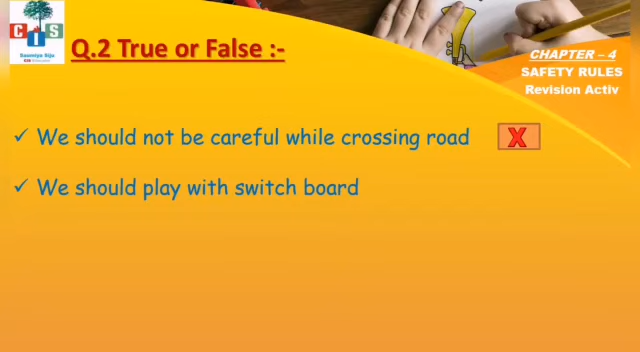 CIS
Q.2 True or False :-
CHAPTER – 4
SAFETY RULES
Revision Activ
✓ We should not be careful while crossing road X
✓ We should play with switch board